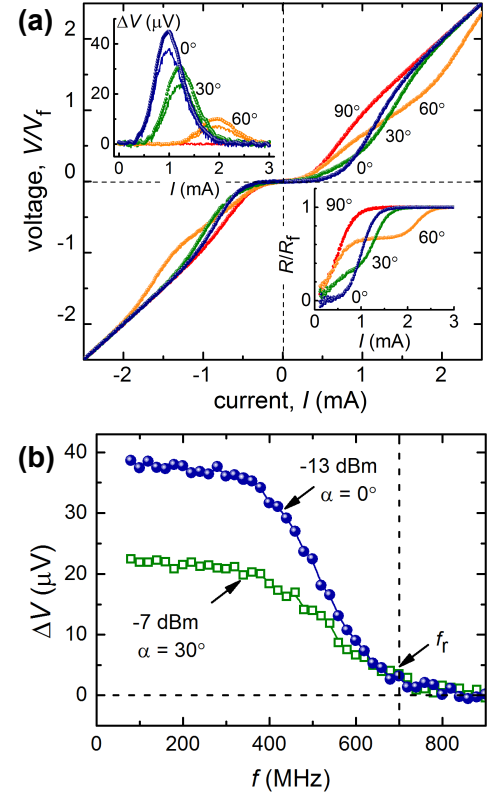 (a)
ΔV (μV)
40
20
0
0 1 2 3
I (mA)
0°
30°
60°
voltage, V/Vf
2
1
0
-1
-2
90°
60°
30°
0°
R/Rf
1
0
0 1 2 3
I (mA)
90°
60°
30°
0°
-2 -1 0 1 2
current, I (mA)
(b)
ΔV (μV)
40
30
20
10
0
-13 dBm
α = 0°
-7 dBm
α = 30°
fr
0 200 400 600 800
f (MHz)